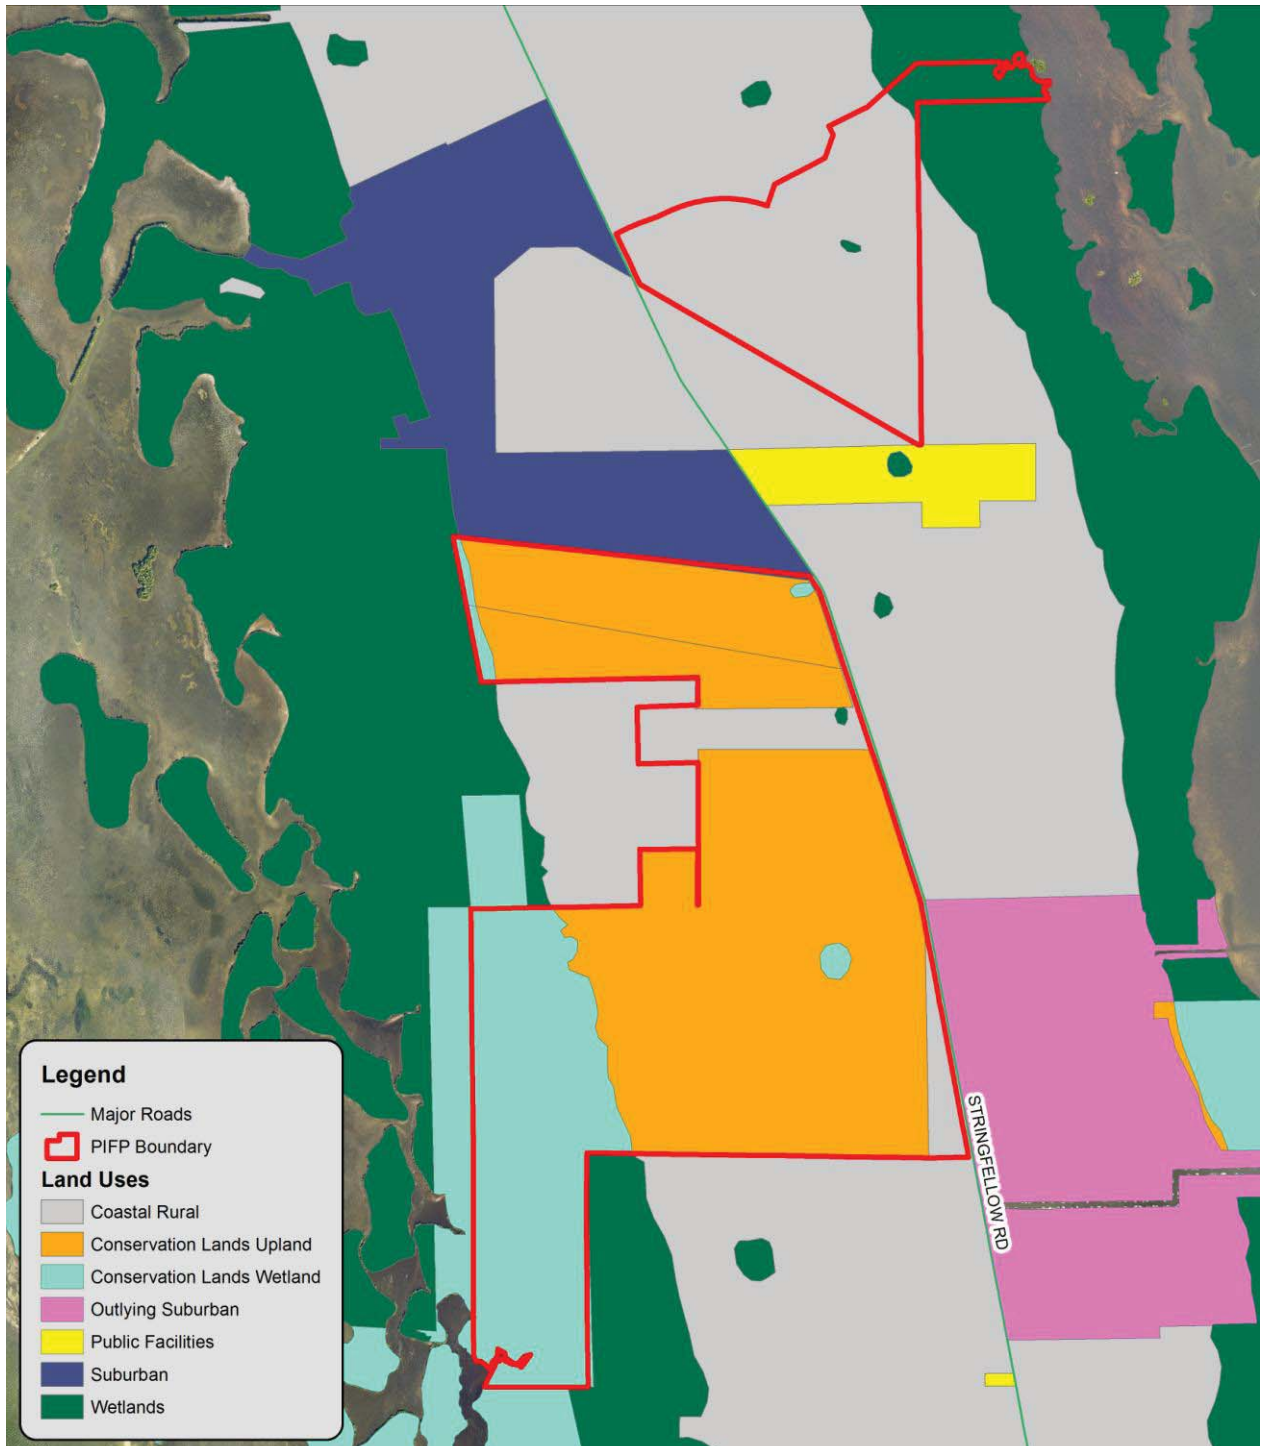 STRINGFELLOW RD
Legend
Major Roads
PIFP Boundary
Land Uses
Coastal Rural
Conservation Lands Upland
Conservation Lands Wetland
Outlying Suburban
Public Facilities
Suburban
Wetlands